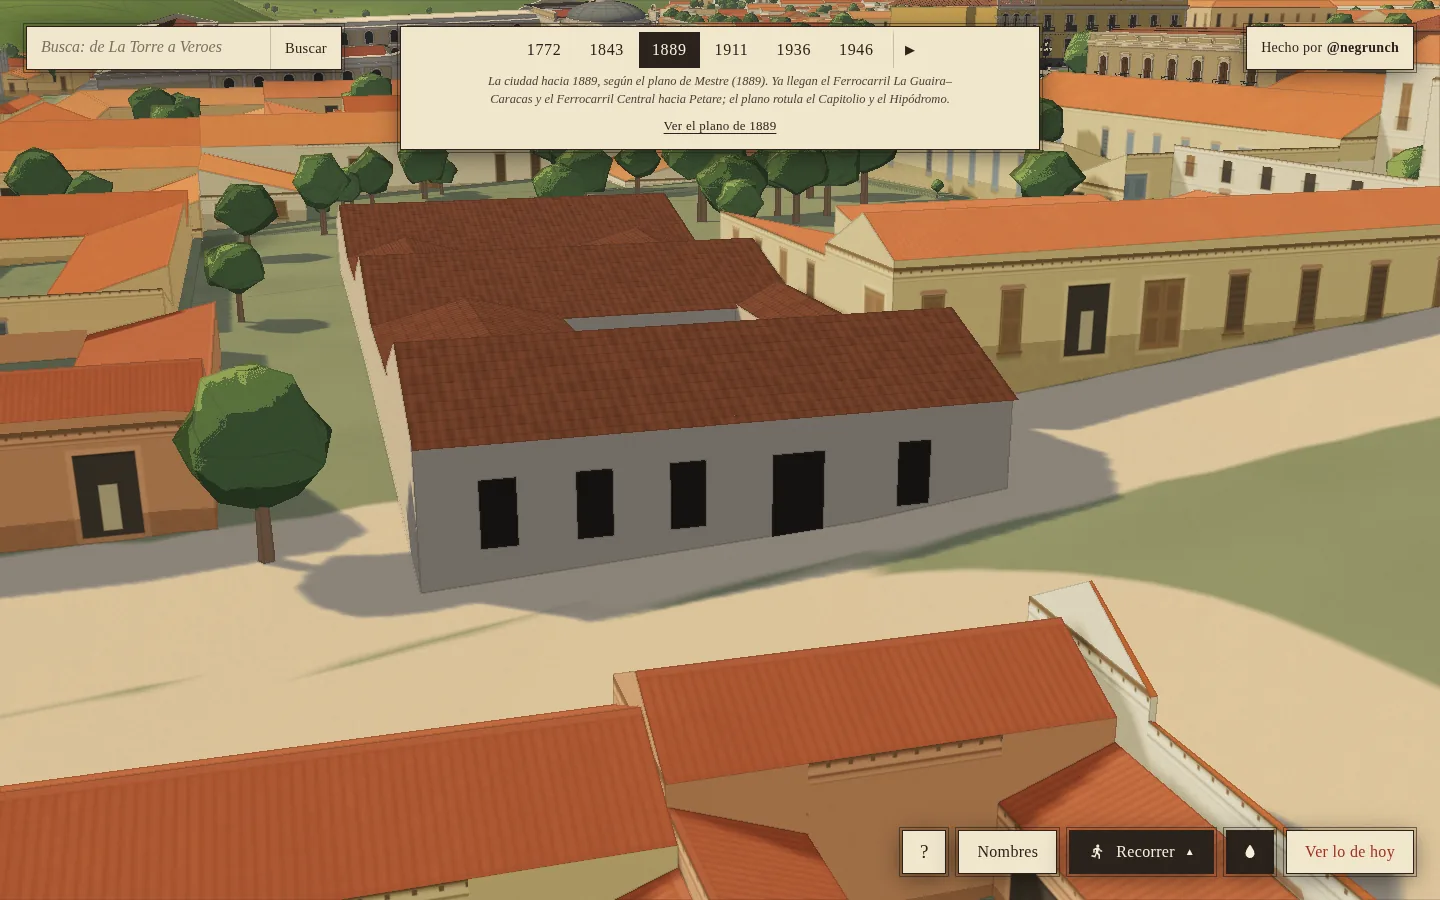 Busca: de La Torre a Veroes
Buscar
1772 1843 1889 1911 1936 1946 ▶
La ciudad hacia 1889, según el plano de Mestre (1889). Ya llegan el Ferrocarril La Guaira–
Caracas y el Ferrocarril Central hacia Petare; el plano rotula el Capitolio y el Hipódromo.
Ver el plano de 1889
Hecho por @negrunch
?
Nombres
Recorrer ▲
Ver lo de hoy